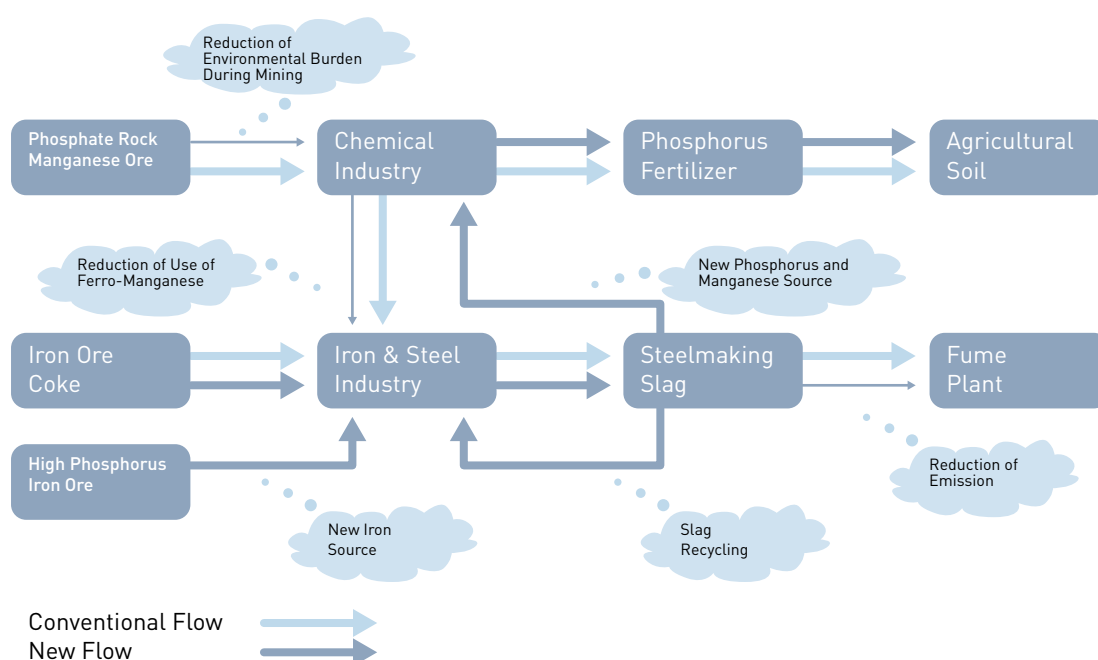 Reduction of
Environmental Burden
During Mining
Phosphate Rock
Manganese Ore
Chemical
Industry
Phosphorus
Fertilizer
Agricultural
Soil
Reduction of Use of
Ferro-Manganese
New Phosphorus and
Manganese Source
Iron Ore
Coke
Iron & Steel
Industry
Steelmaking
Slag
Fume
Plant
High Phosphorus
Iron Ore
Reduction of
Emission
New Iron
Source
Slag
Recycling
Conventional Flow
New Flow